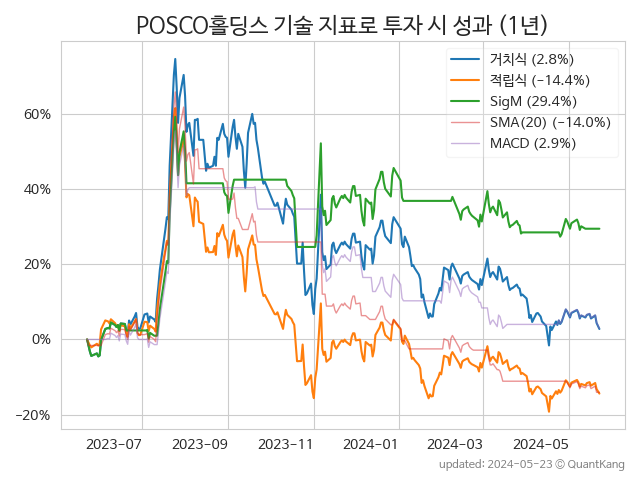 POSCO홀딩스 기술 지표로 투자 시 성과 (1년)
거치식 (2.8%)
적립식 (−14.4%)
SigM (29.4%)
SMA(20) (−14.0%)
MACD (2.9%)
60%
40%
20%
0%
−20%
2023-07 2023-09 2023-11 2024-01 2024-03 2024-05
updated: 2024-05-23 ⓒ QuantKang